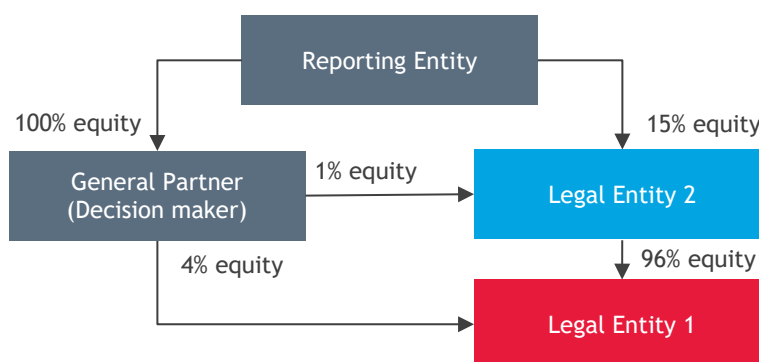 Reporting Entity
100% equity
15% equity
General Partner
(Decision maker)
1% equity
Legal Entity 2
4% equity
96% equity
Legal Entity 1